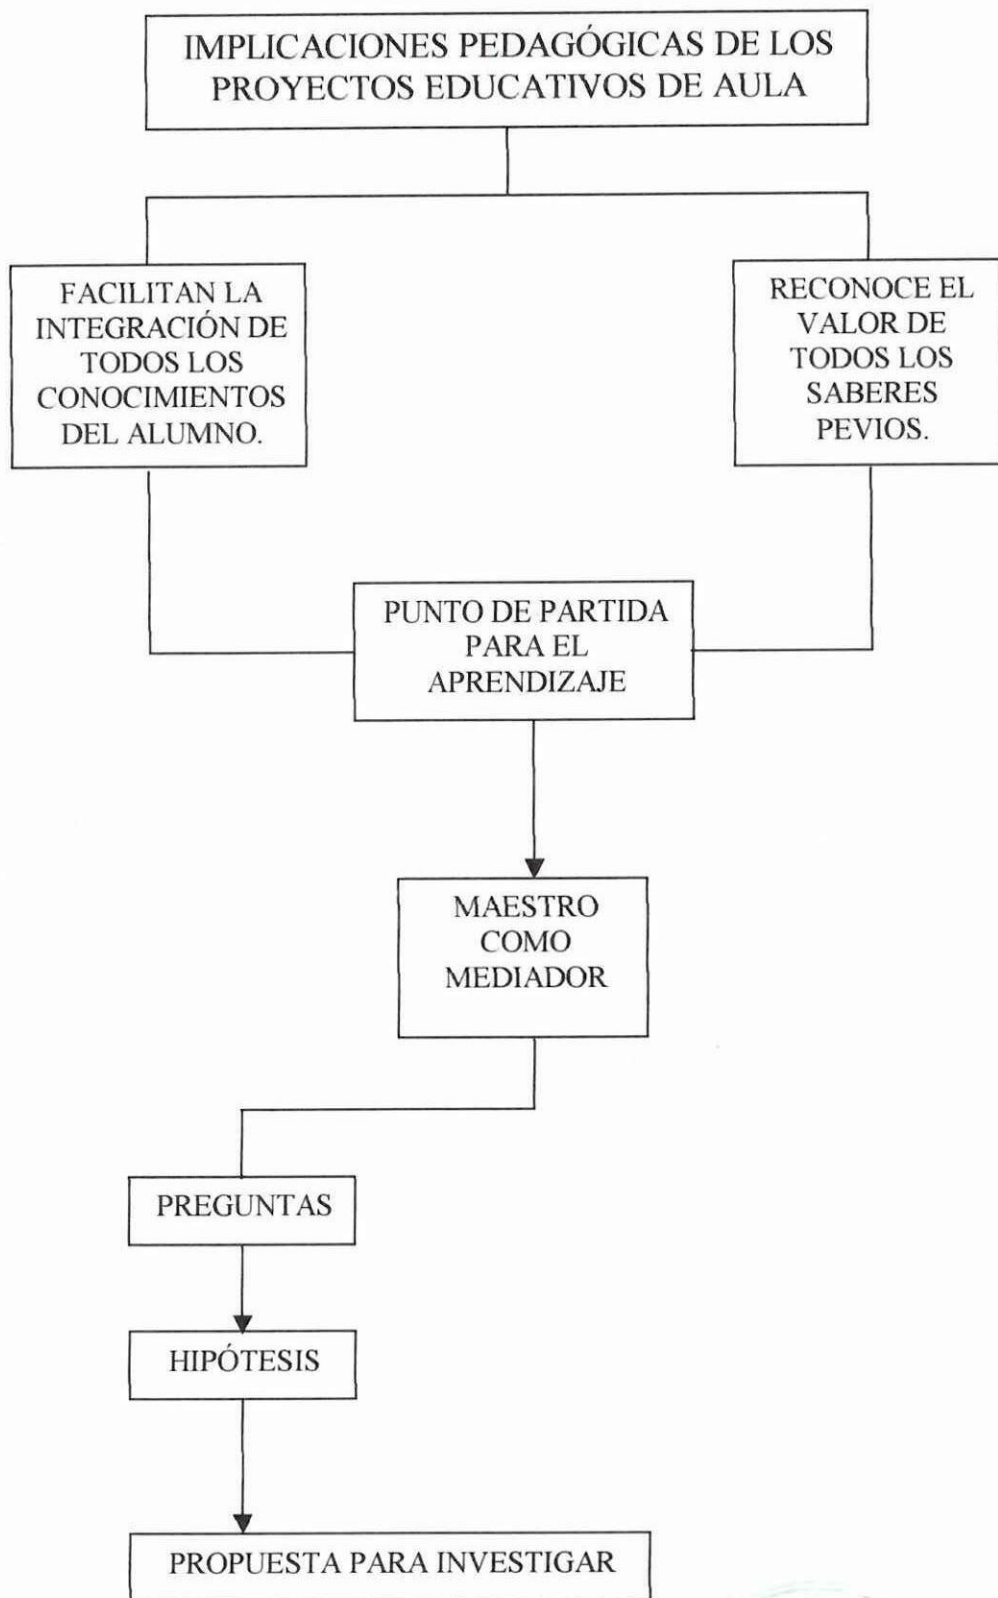 IMPLICACIONES PEDAGÓGICAS DE LOS
PROYECTOS EDUCATIVOS DE AULA
FACILITAN LA
INTEGRACIÓN DE
TODOS LOS
CONOCIMIENTOS
DEL ALUMNO.
RECONOCE EL
VALOR DE
TODOS LOS
SABERES
PEVIOS.
PUNTO DE PARTIDA
PARA EL
APRENDIZAJE
MAESTRO
COMO
MEDIADOR
PREGUNTAS
HIPÓTESIS
PROPUESTA PARA INVESTIGAR